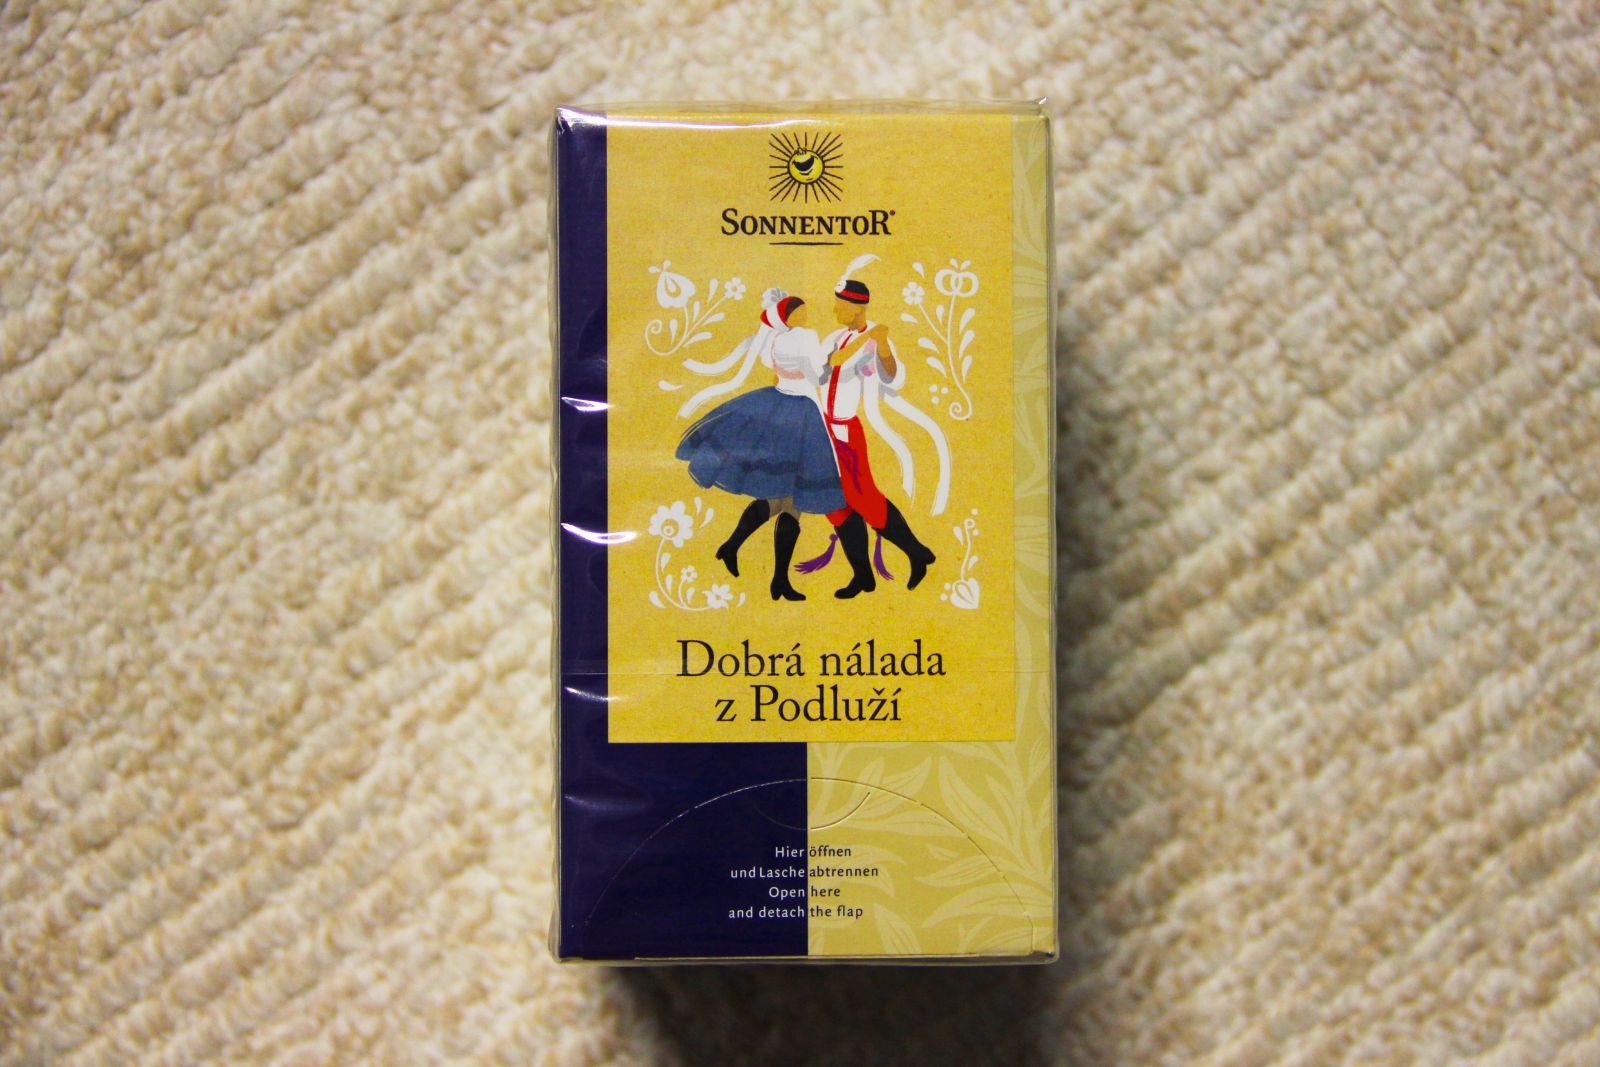 SONNENTOR®
Dobrá nálada
z Podluží
Hier öffnen
und Lasche abtrennen
Open here
and detach the flap